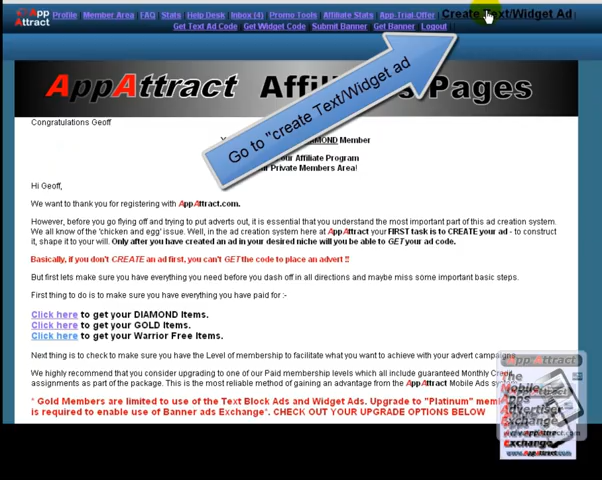 App Attract
Profile | Member Area | FAQ | Stats | Help Desk | Inbox (4) | Promo Tools | Affiliate Stats | App-Trial-Offer | Create Text/Widget Ad |
Get Text Ad Code | Get Widget Code | Submit Banner | Get Banner | Logout |
AppAttract Pages
Go to "create Text/Widget ad
Congratulations Geoff
DIAMOND Member
our Affiliate Program
Private Members Area!
Hi Geoff,
We want to thank you for registering with AppAttract.com.
However, before you go flying off and trying to put adverts out, it is essential that you understand the most important part of this ad creation system.
We all know of the 'chicken and egg' issue. Well, in the ad creation system here at AppAttract your FIRST task is to CREATE your ad - to construct
it, shape it to your will. Only after you have created an ad in your desired niche will you be able to GET your ad code.
Basically, if you don't CREATE an ad first, you can't GET the code to place an advert !!
But first lets make sure you have everything you need before you dash off in all directions and maybe miss some important basic steps.
First thing to do is to make sure you have everything you have paid for :-
Click here to get your DIAMOND Items.
Click here to get your GOLD Items.
Click here to get your Warrior Free Items.
Next thing is to check to make sure you have the Level of membership to facilitate what you want to achieve with your advert campaigns
We highly recommend that you consider upgrading to one of our Paid membership levels which all include guaranteed Monthly Credit
assignments as part of the package. This is the most reliable method of gaining an advantage from the AppAttract Mobile Ads
* Gold Members are limited to use of the Text Block Ads and Widget Ads. Upgrade to "Platinum"
is required to enable use of Banner ads Exchange*. CHECK OUT YOUR UPGRADE OPTIONS BELOW
App Attract
The
Mobile
Apps
Advertiser
Exchange